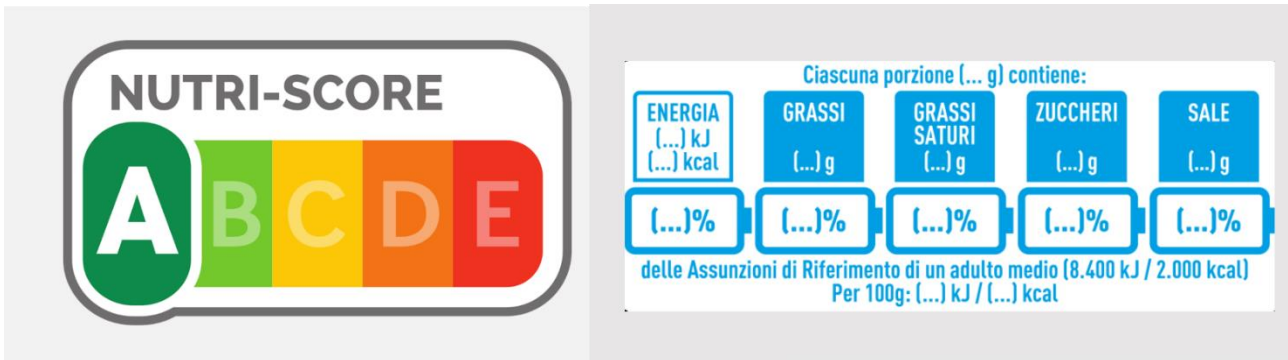 NUTRI-SCORE
A B C D E
Ciascuna porzione (... g) contiene:
ENERGIA
(...) kJ
(...) kcal
GRASSI
(...) g
GRASSI
SATURI
(...) g
ZUCCHERI
(...) g
SALE
(...) g
(...)% (...)% (...)% (...)% (...)%
delle Assunzioni di Riferimento di un adulto medio (8.400 kJ / 2.000 kcal)
Per 100g: (...) kJ / (...) kcal